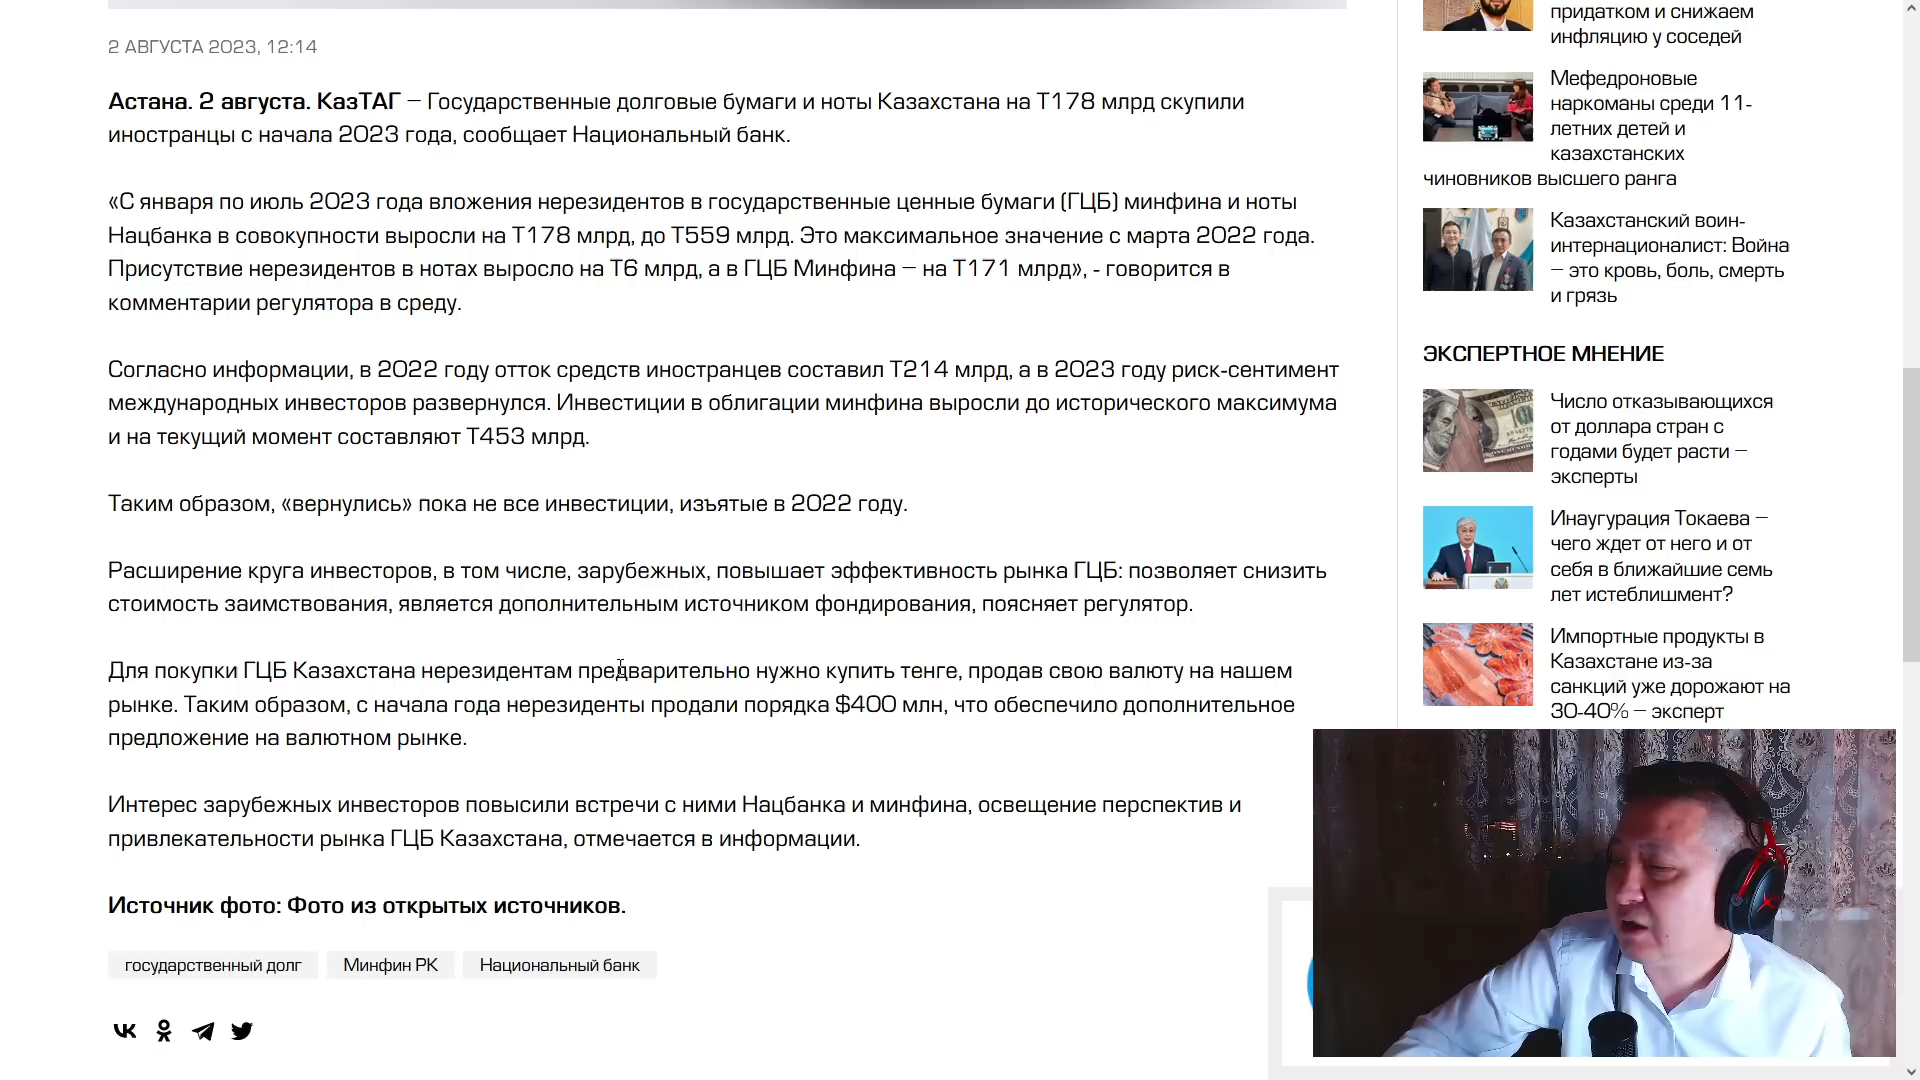 2 АВГУСТА 2023, 12:14
Астана. 2 августа. КазТАГ – Государственные долговые бумаги и ноты Казахстана на Т178 млрд скупили
иностранцы с начала 2023 года, сообщает Национальный банк.
«С января по июль 2023 года вложения нерезидентов в государственные ценные бумаги (ГЦБ) минфина и ноты
Нацбанка в совокупности выросли на Т178 млрд, до Т559 млрд. Это максимальное значение с марта 2022 года.
Присутствие нерезидентов в нотах выросло на Т6 млрд, а в ГЦБ Минфина – на Т171 млрд», - говорится в
комментарии регулятора в среду.
Согласно информации, в 2022 году отток средств иностранцев составил Т214 млрд, а в 2023 году риск-сентимент
международных инвесторов развернулся. Инвестиции в облигации минфина выросли до исторического максимума
и на текущий момент составляют Т453 млрд.
Таким образом, «вернулись» пока не все инвестиции, изъятые в 2022 году.
Расширение круга инвесторов, в том числе, зарубежных, повышает эффективность рынка ГЦБ: позволяет снизить
стоимость заимствования, является дополнительным источником фондирования, поясняет регулятор.
Для покупки ГЦБ Казахстана нерезидентам предварительно нужно купить тенге, продав свою валюту на нашем
рынке. Таким образом, с начала года нерезиденты продали порядка $400 млн, что обеспечило дополнительное
предложение на валютном рынке.
Интерес зарубежных инвесторов повысили встречи с ними Нацбанка и минфина, освещение перспектив и
привлекательности рынка ГЦБ Казахстана, отмечается в информации.
Источник фото: Фото из открытых источников.
государственный долг
Минфин РК
Национальный банк
придатком и снижаем
инфляцию у соседей
Мефедроновые
наркоманы среди 11-
летних детей и
казахстанских
чиновников высшего ранга
Казахстанский воин-
интернационалист: Война
– это кровь, боль, смерть
и грязь
ЭКСПЕРТНОЕ МНЕНИЕ
Число отказывающихся
от доллара стран с
годами будет расти –
эксперты
Инаугурация Токаева –
чего ждет от него и от
себя в ближайшие семь
лет истеблишмент?
Импортные продукты в
Казахстане из-за
санкций уже дорожают на
30-40% – эксперт